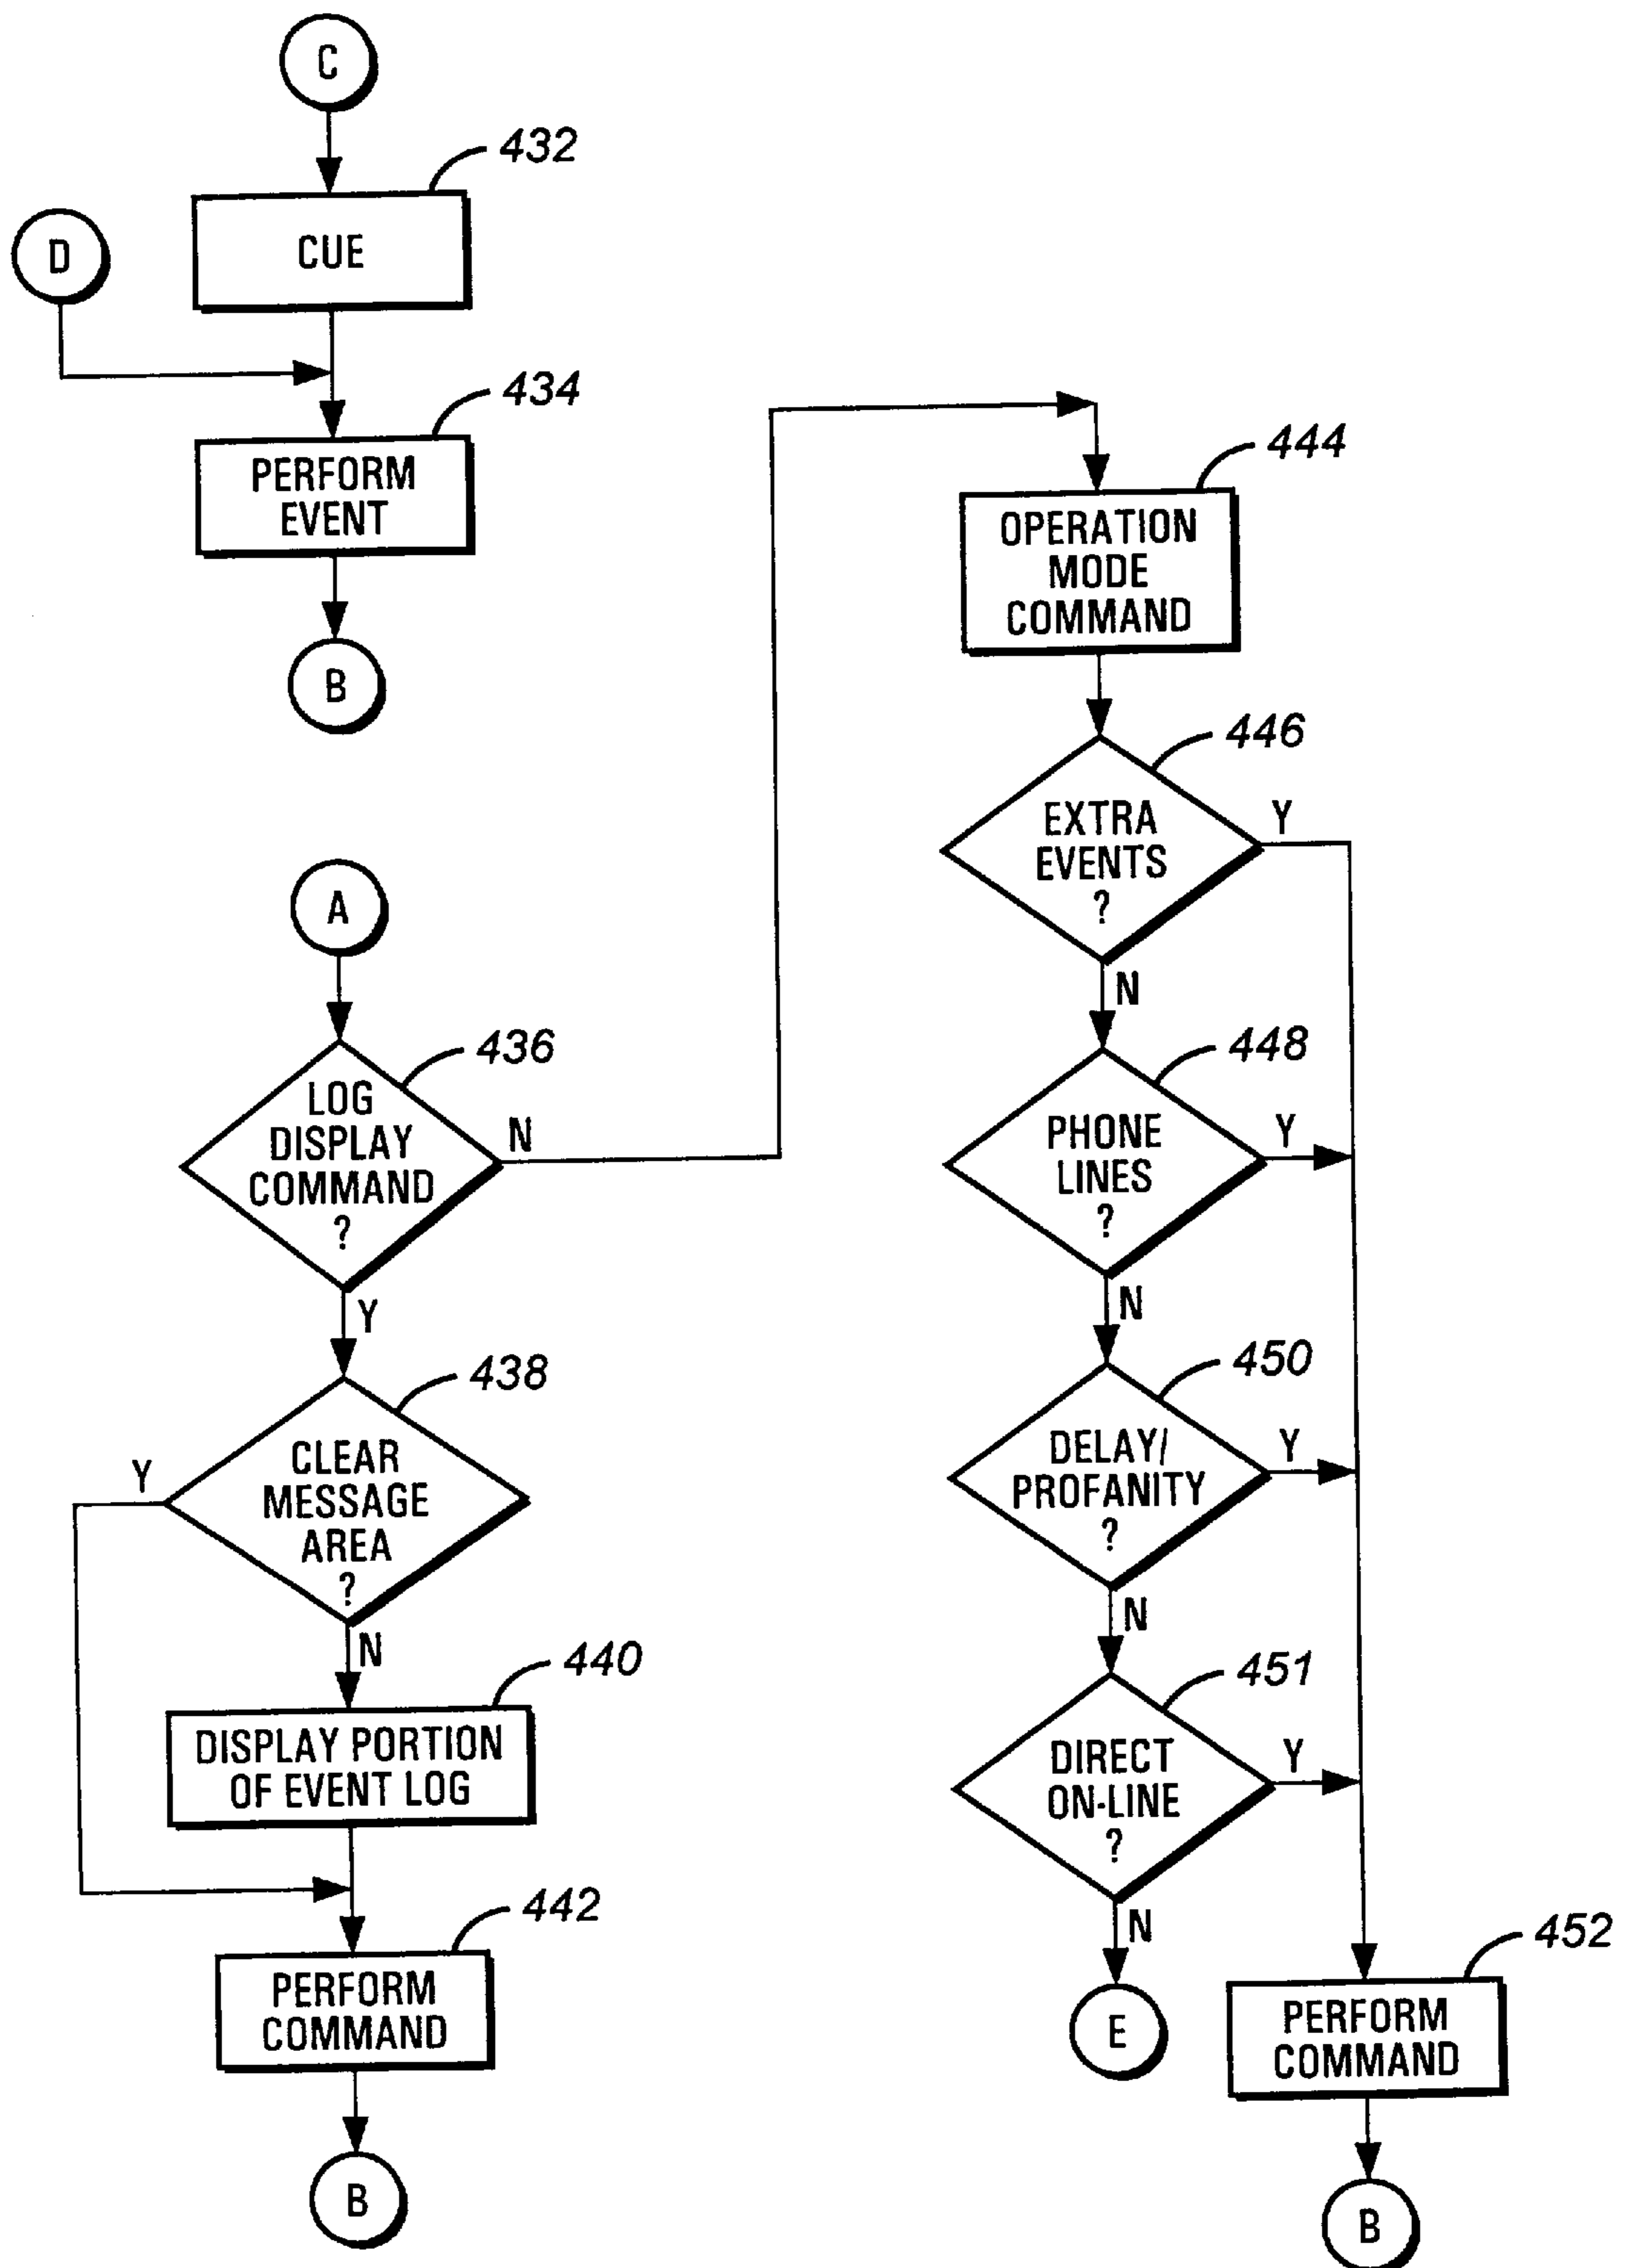 C
432
CUE
D
434
PERFORM
EVENT
B
A
436
LOG
DISPLAY
COMMAND
?
N
Y
438
CLEAR
MESSAGE
AREA
?
Y
N
440
DISPLAY PORTION
OF EVENT LOG
442
PERFORM
COMMAND
B
444
OPERATION
MODE
COMMAND
446
EXTRA
EVENTS
?
Y
N
448
PHONE
LINES
?
Y
N
450
DELAY/
PROFANITY
?
Y
N
451
DIRECT
ON-LINE
?
Y
N
E
452
PERFORM
COMMAND
B